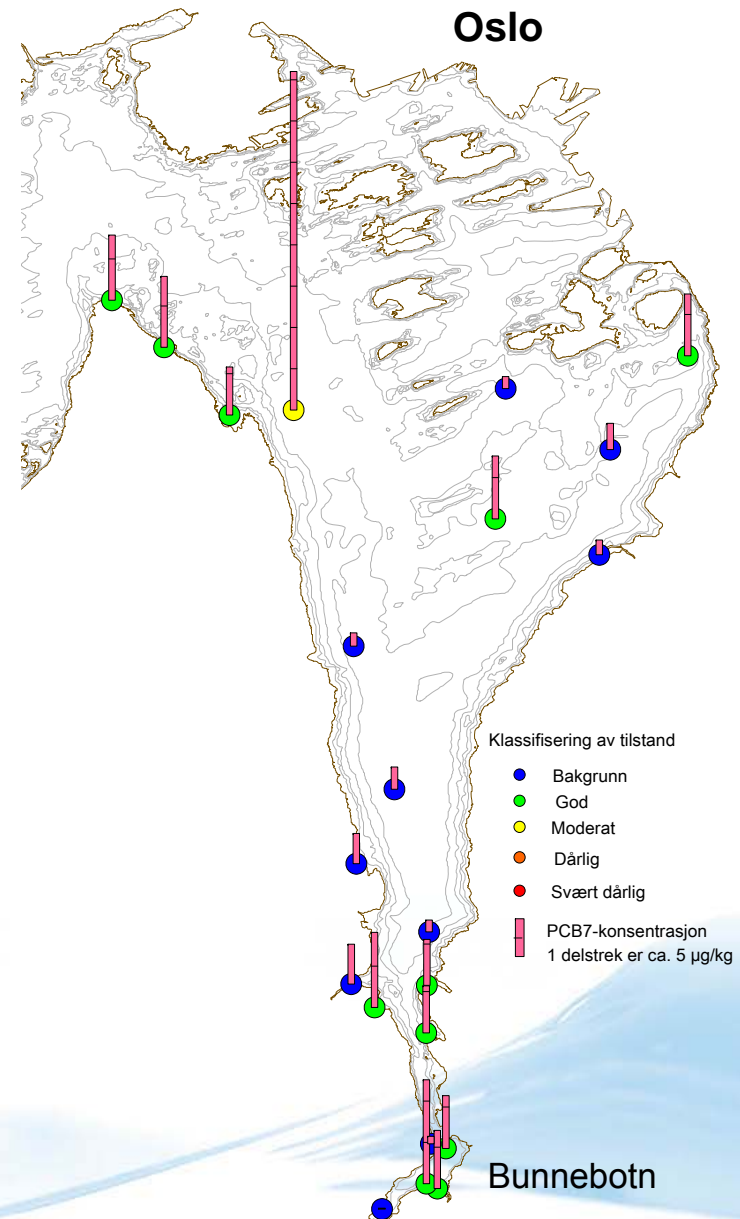 Oslo
Klassifisering av tilstand
Bakgrunn
God
Moderat
Dårlig
Svært dårlig
PCB7-konsentrasjon
1 delstrek er ca. 5 µg/kg
Bunnebotn